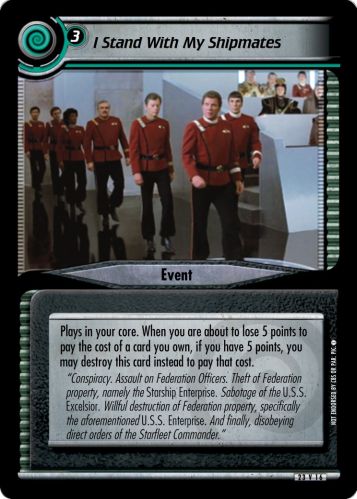 3
I Stand With My Shipmates
Event
Plays in your core. When you are about to lose 5 points to
pay the cost of a card you own, if you have 5 points, you
may destroy this card instead to pay that cost.
"Conspiracy. Assault on Federation Officers. Theft of Federation
property, namely the Starship Enterprise. Sabotage of the U.S.S.
Excelsior. Willful destruction of Federation property, specifically
the aforementioned U.S.S. Enterprise. And finally, disobeying
direct orders of the Starfleet Commander."
NOT ENDORSED BY CBS OR PAR. PIC.
23 V 16